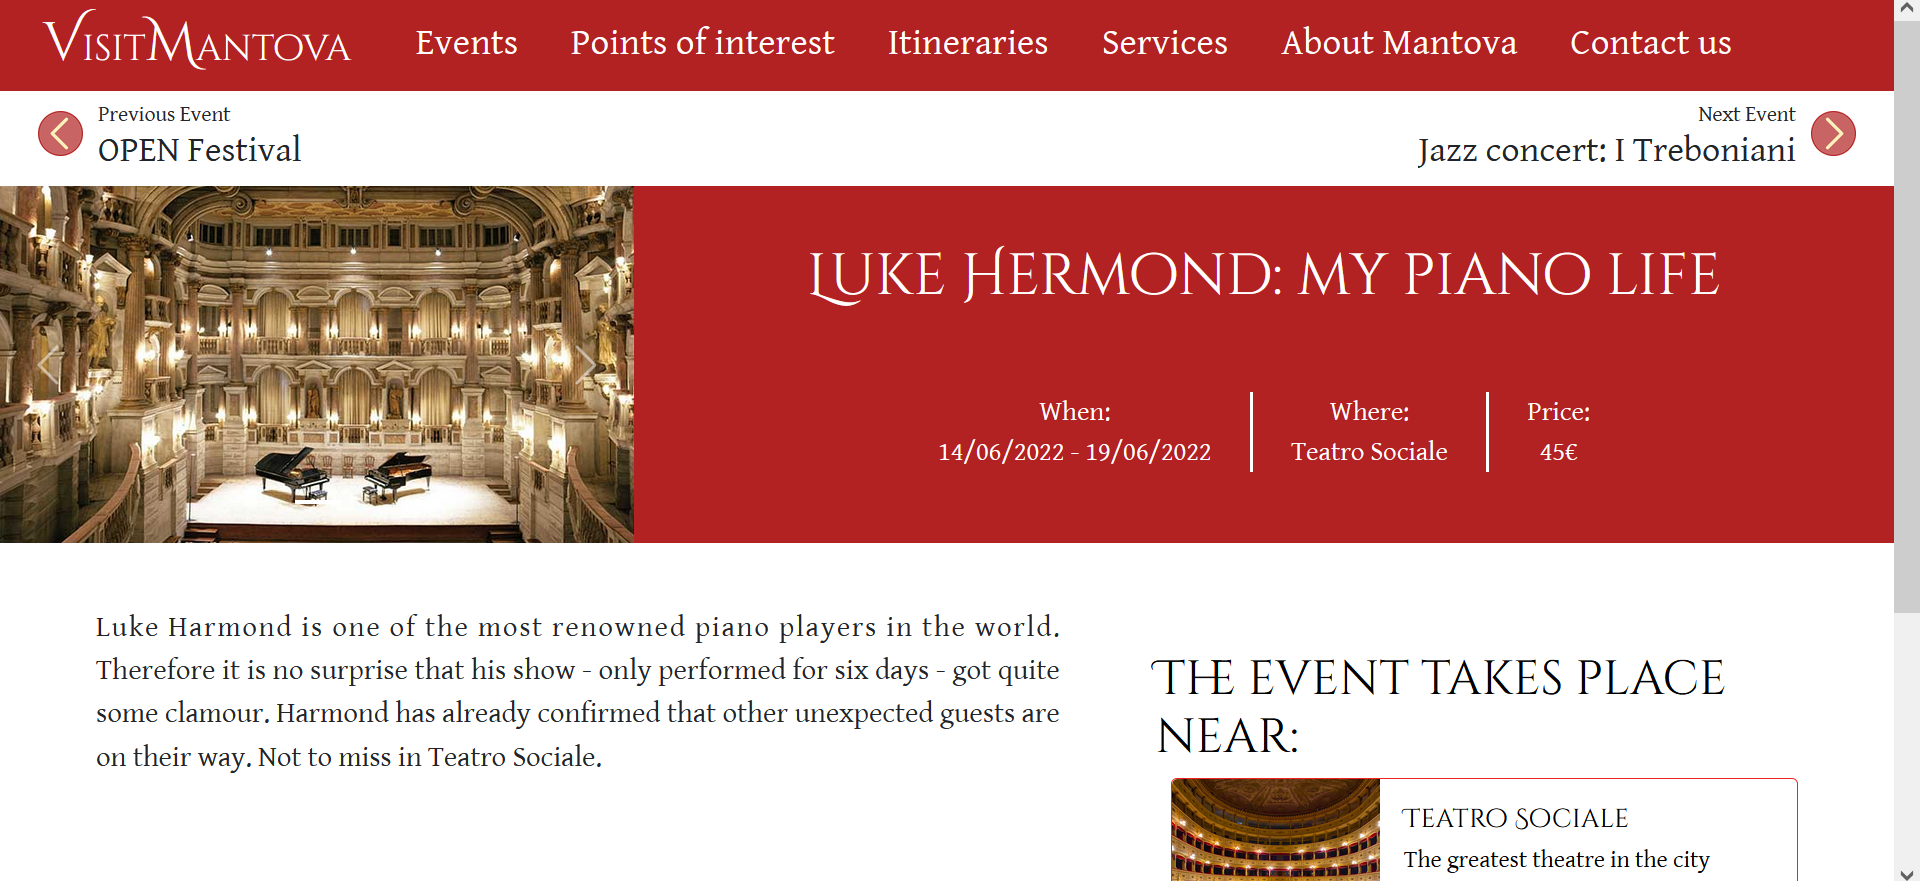 VisitMantova
Events
Points of interest
Itineraries
Services
About Mantova
Contact us
Previous Event
OPEN Festival
Next Event
Jazz concert: I Treboniani
Luke Hermond: my piano life
When:
14/06/2022 - 19/06/2022
Where:
Teatro Sociale
Price:
45€
Luke Harmond is one of the most renowned piano players in the world.
Therefore it is no surprise that his show - only performed for six days - got quite
some clamour. Harmond has already confirmed that other unexpected guests are
on their way. Not to miss in Teatro Sociale.
The event takes place
near:
Teatro Sociale
The greatest theatre in the city